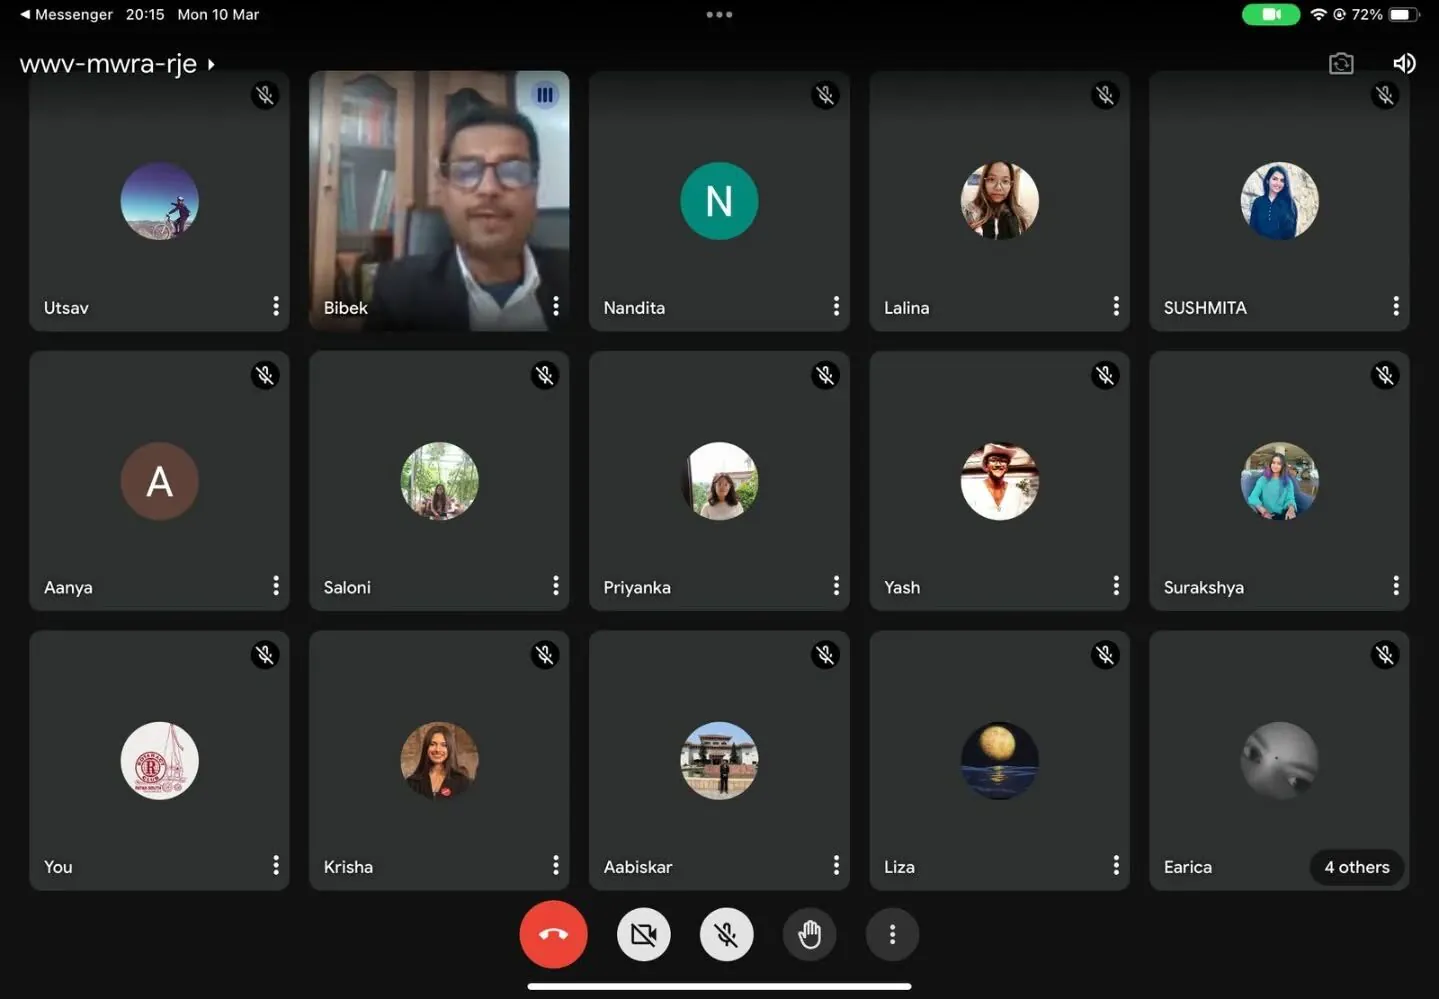 ◀ Messenger 20:15 Mon 10 Mar
72%
wwv-mwra-rje
Utsav
Bibek
N
Nandita
Lalina
SUSHMITA
A
Aanya
Saloni
Priyanka
Yash
Surakshya
R
You
Krisha
Aabiskar
Liza
Earica
4 others